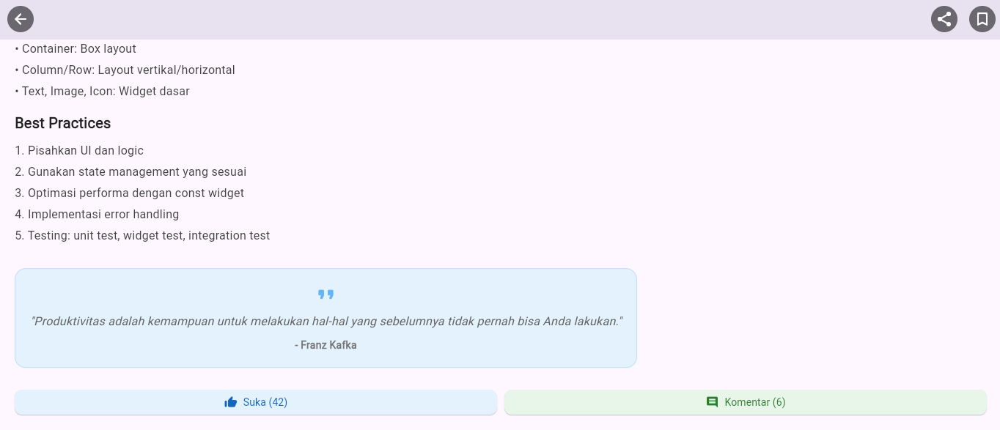 • Container: Box layout
• Column/Row: Layout vertikal/horizontal
• Text, Image, Icon: Widget dasar
Best Practices
1. Pisahkan UI dan logic
2. Gunakan state management yang sesuai
3. Optimasi performa dengan const widget
4. Implementasi error handling
5. Testing: unit test, widget test, integration test
"Produktivitas adalah kemampuan untuk melakukan hal-hal yang sebelumnya tidak pernah bisa Anda lakukan."
- Franz Kafka
Suka (42)
Komentar (6)